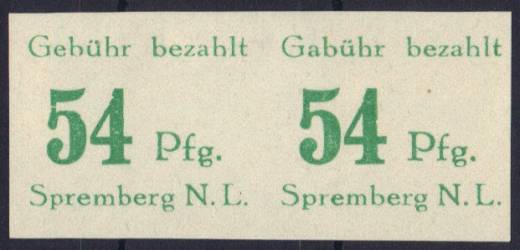 Gebühr bezahlt
54 Pfg.
Spremberg N.L.
Gabühr bezahlt
54 Pfg.
Spremberg N.L.